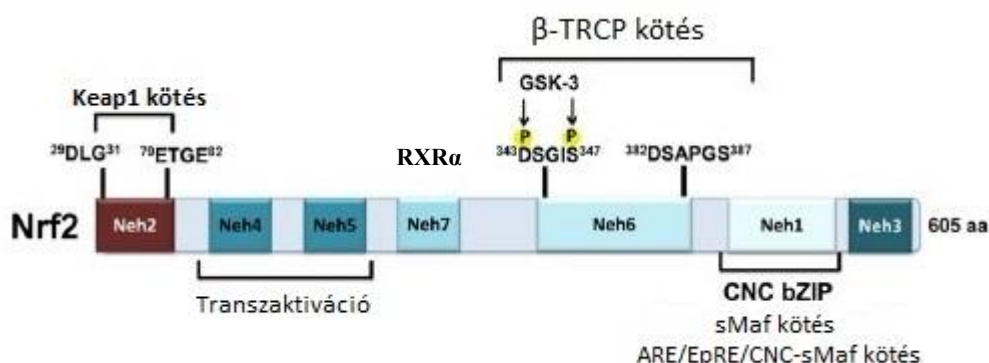 β-TRCP kötés
GSK-3
Keap1 kötés
P P
²⁹DLG³¹ ⁷⁹ETGE⁸² RXRα ³⁴³DSGIS³⁴⁷ ³⁸²DSAPGS³⁸⁷
Nrf2 Neh2 Neh4 Neh5 Neh7 Neh6 Neh1 Neh3 605 aa
Transzaktiváció
CNC bZIP
sMaf kötés
ARE/EpRE/CNC-sMaf kötés